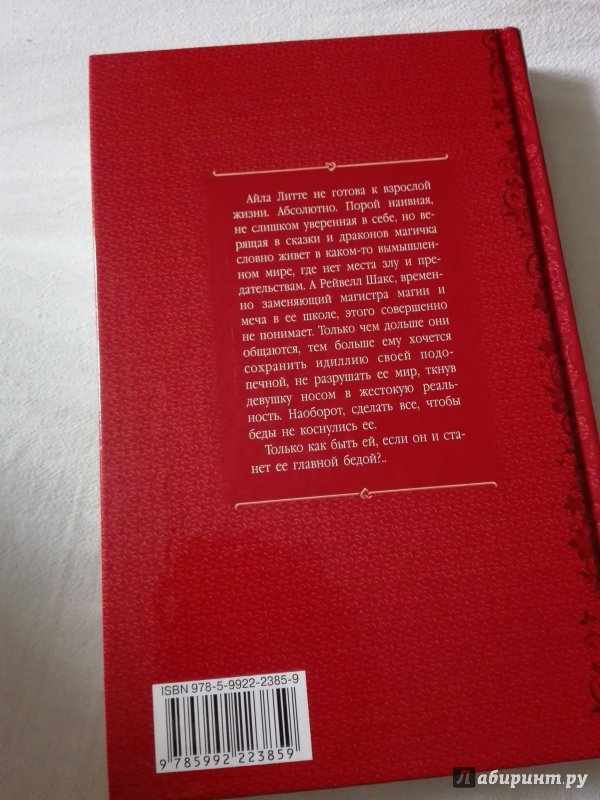 Айла Литте не готова к взрослой
жизни. Абсолютно. Порой наивная,
не слишком уверенная в себе, но ве-
рящая в сказки и драконов магичка
словно живет в каком-то вымышлен-
ном мире, где нет места злу и пре-
дательствам. А Рейвелл Шакс, времен-
но заменяющий магистра магии и
меча в ее школе, этого совершенно
не понимает. Только чем дольше они
общаются, тем больше ему хочется
сохранить идиллию своей подо-
печной, не разрушать ее мир, ткнув
девушку носом в жестокую реаль-
ность. Наоборот, сделать все, чтобы
беды не коснулись ее.
Только как быть ей, если он и ста-
нет ее главной бедой?..
ISBN 978-5-9922-2385-9
9 785992 223859
Лабиринт.ру